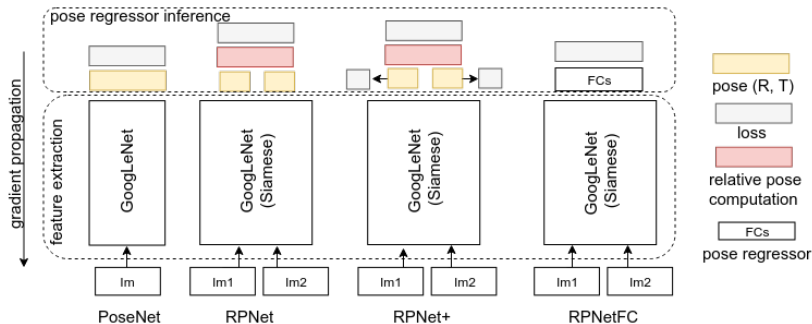 pose regressor inference
gradient propagation
feature extraction
FCs
GoogLeNet
GoogLeNet
(Siamese)
GoogLeNet
(Siamese)
GoogLeNet
(Siamese)
Im
Im1 Im2
Im1 Im2
Im1 Im2
PoseNet RPNet RPNet+ RPNetFC
pose (R, T)
loss
relative pose
computation
FCs
pose regressor